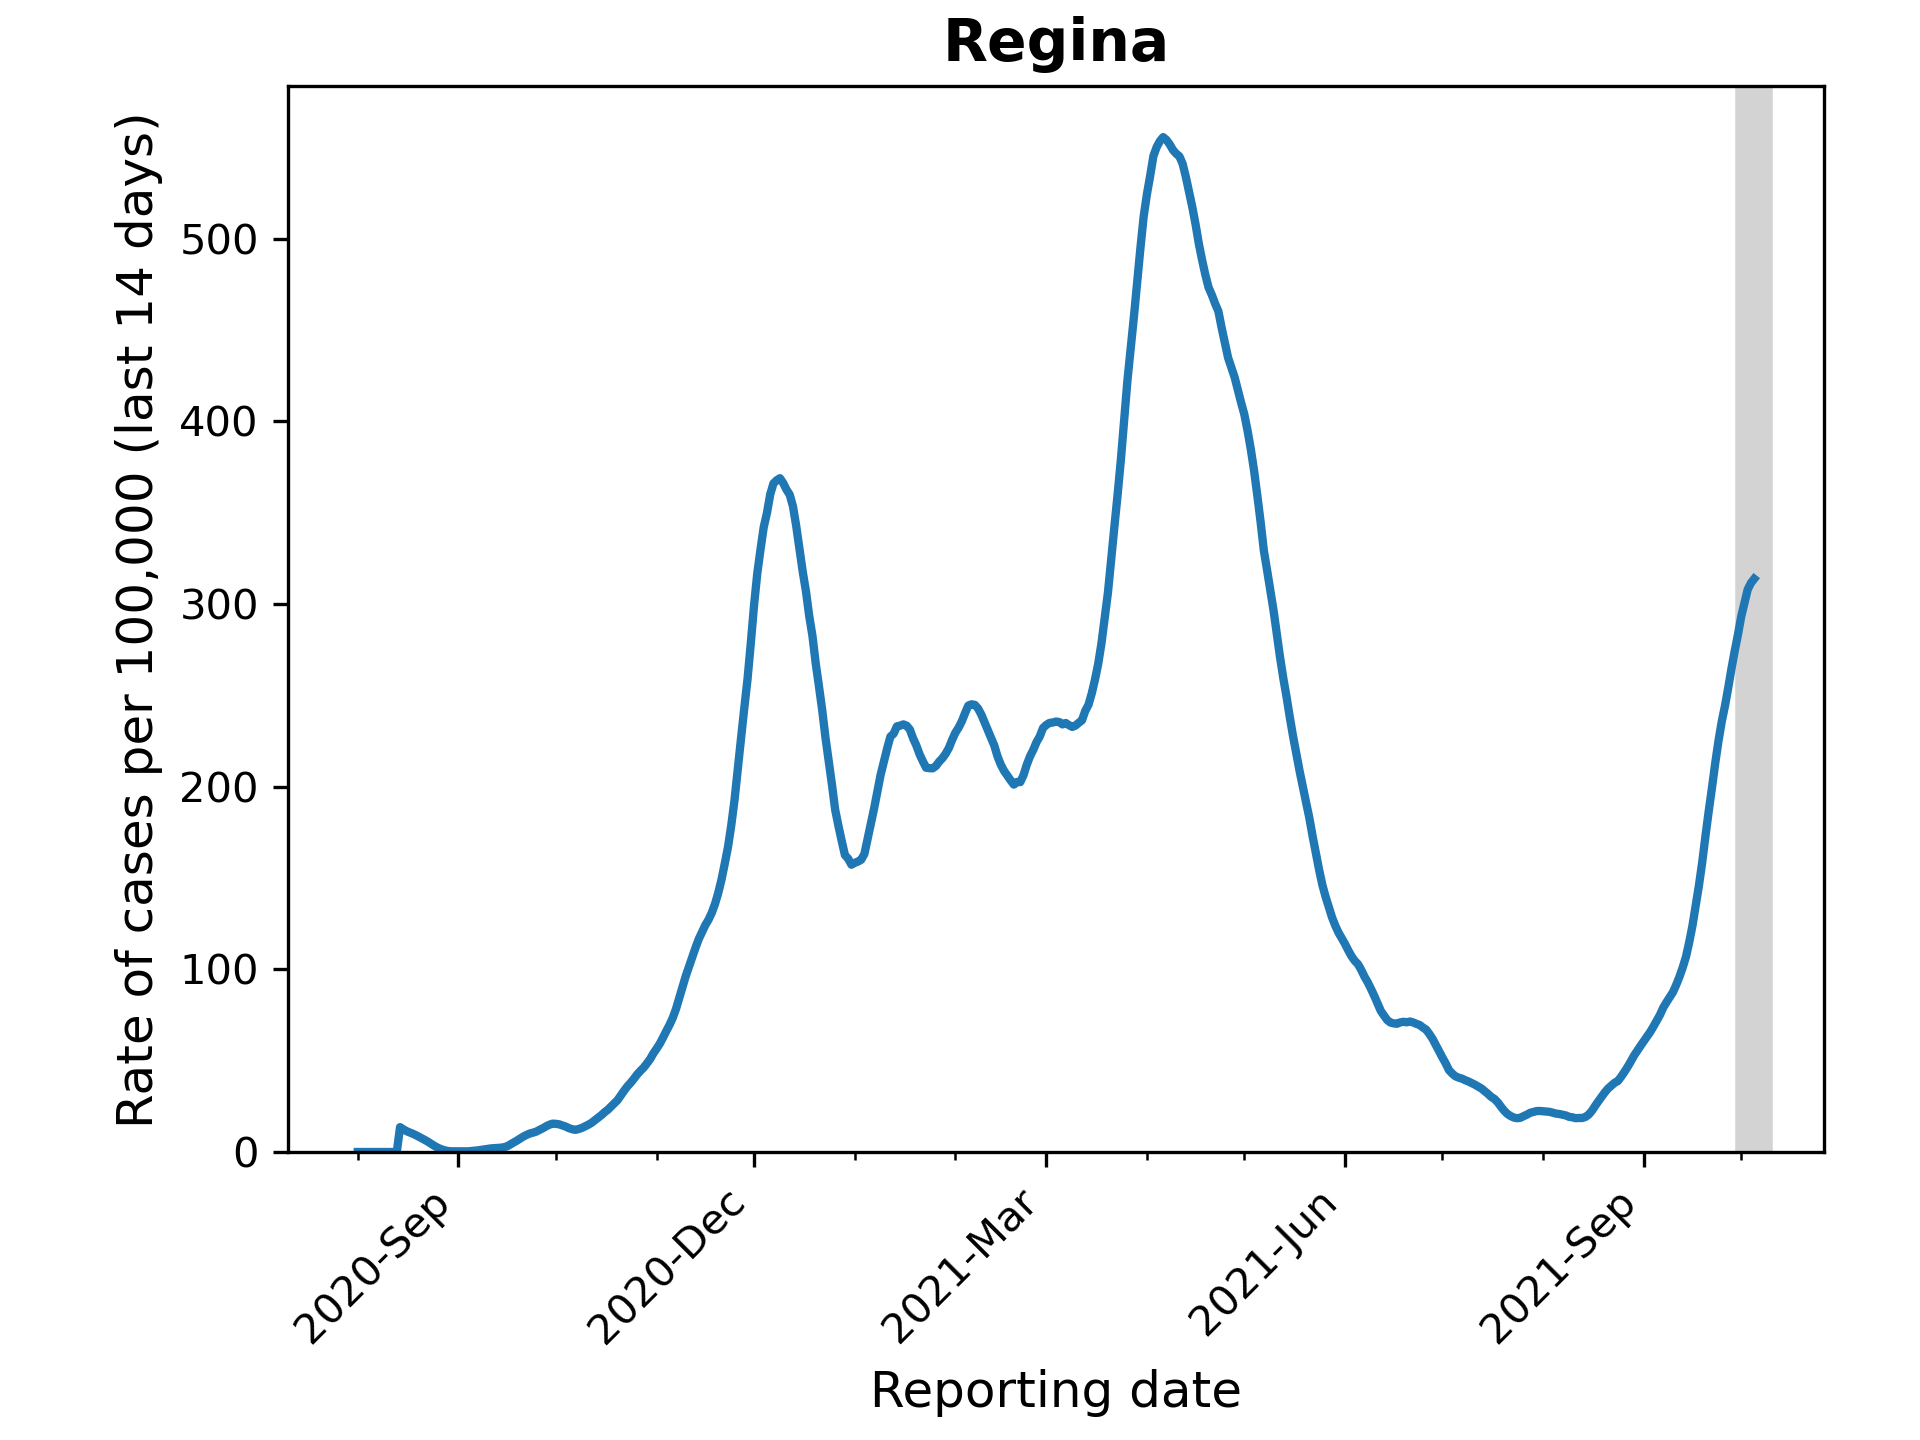 Regina
Rate of cases per 100,000 (last 14 days)
500
400
300
200
100
0
2020-Sep
2020-Dec
2021-Mar
2021-Jun
2021-Sep
Reporting date